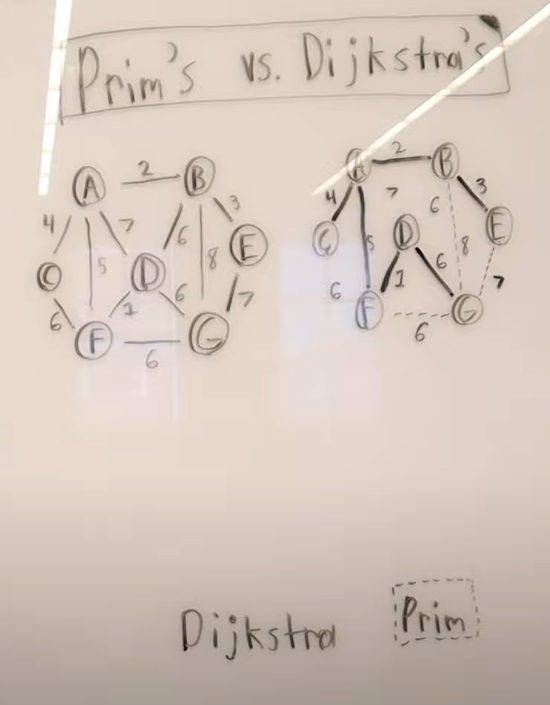 Prim's vs. Dijkstra's
A 2 B A 2 B
4 7 3 4 7 3
5 6 E 6 E
C D 8 C 5 D 8
6 1 6 7 6 1 6 7
F G F G
6 6
Dijkstra Prim